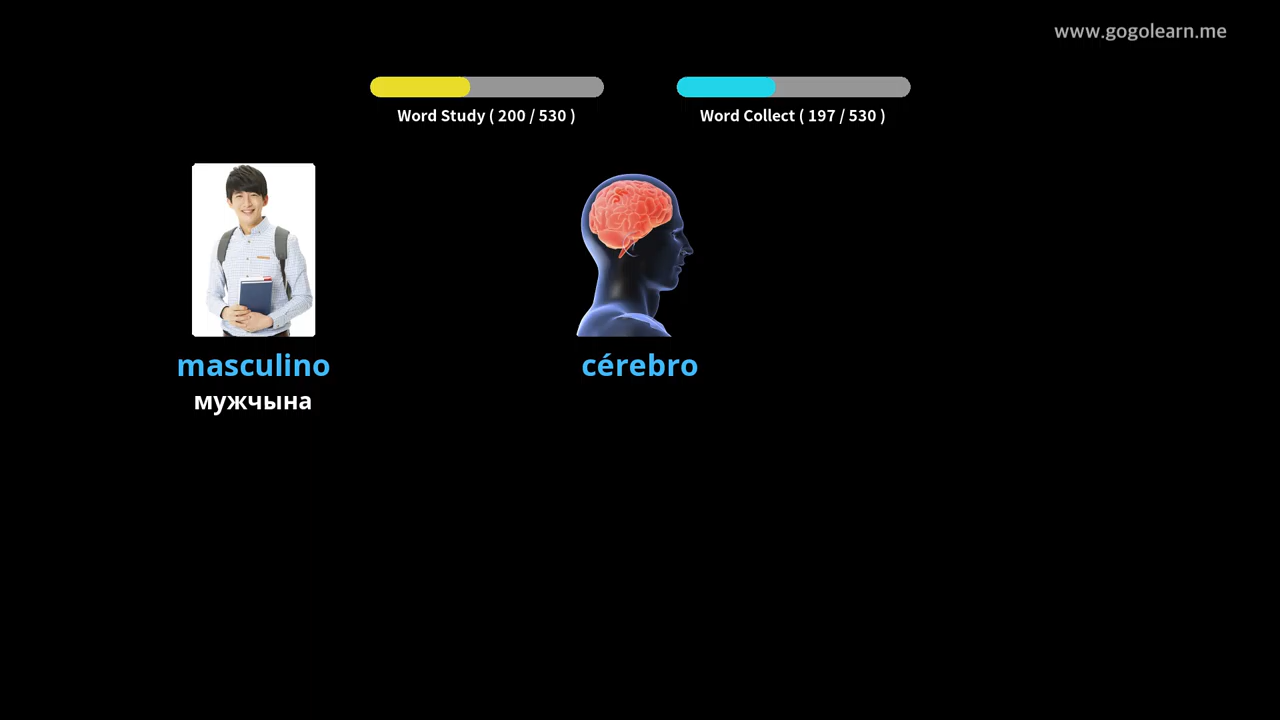 www.gogolearn.me
Word Study ( 200 / 530 )
Word Collect ( 197 / 530 )
masculino
мужчына
cérebro